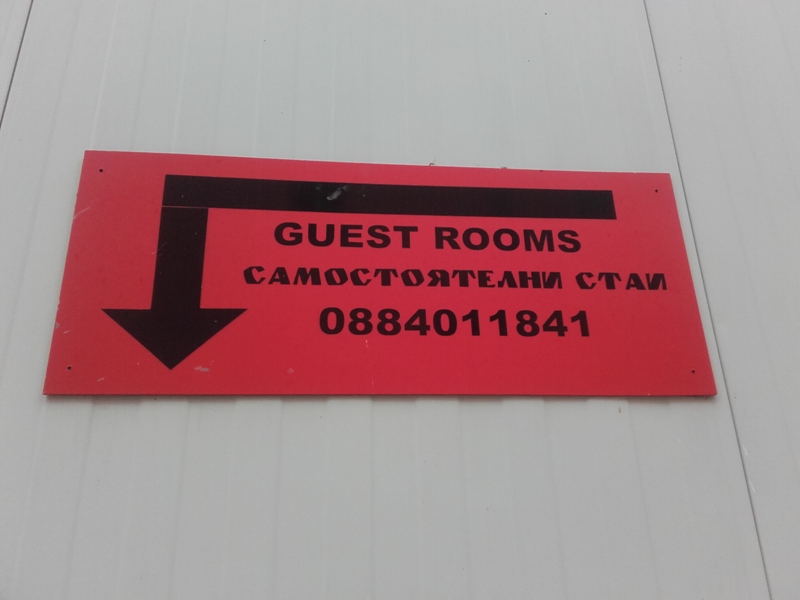 GUEST ROOMS
САМОСТОЯТЕЛНИ СТАИ
0884011841